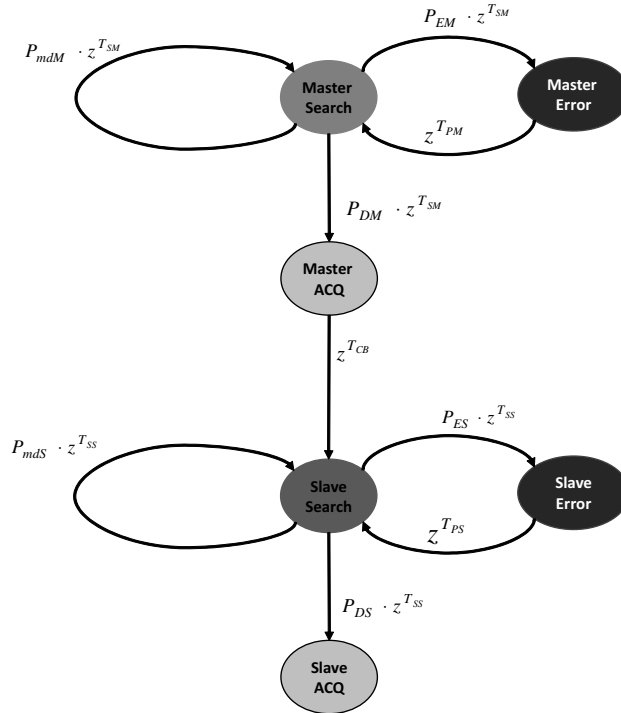 P_{EM} · z^{T_{SM}}
P_{mdM} · z^{T_{SM}}
Master
Search
Master
Error
z^{T_{PM}}
P_{DM} · z^{T_{SM}}
Master
ACQ
z^{T_{CB}}
P_{ES} · z^{T_{SS}}
P_{mdS} · z^{T_{SS}}
Slave
Search
Slave
Error
z^{T_{PS}}
P_{DS} · z^{T_{SS}}
Slave
ACQ